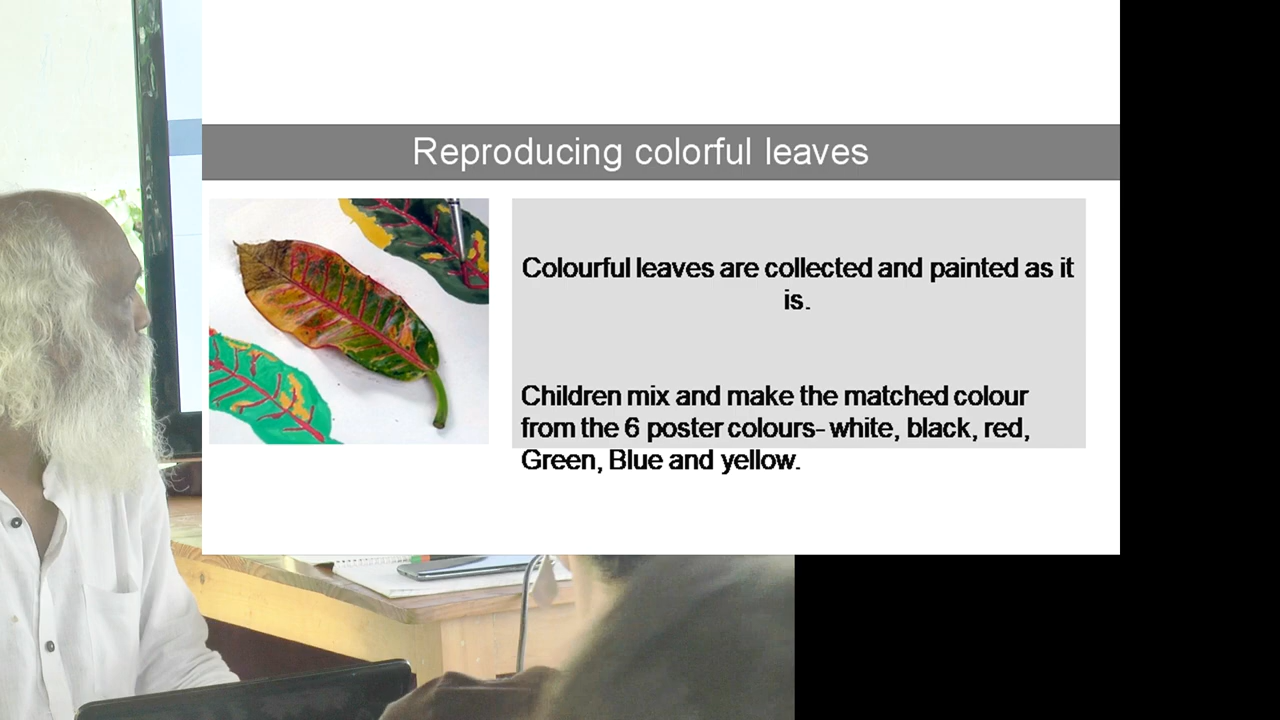 Reproducing colorful leaves
Colourful leaves are collected and painted as it
is.
Children mix and make the matched colour
from the 6 poster colours- white, black, red,
Green, Blue and yellow.